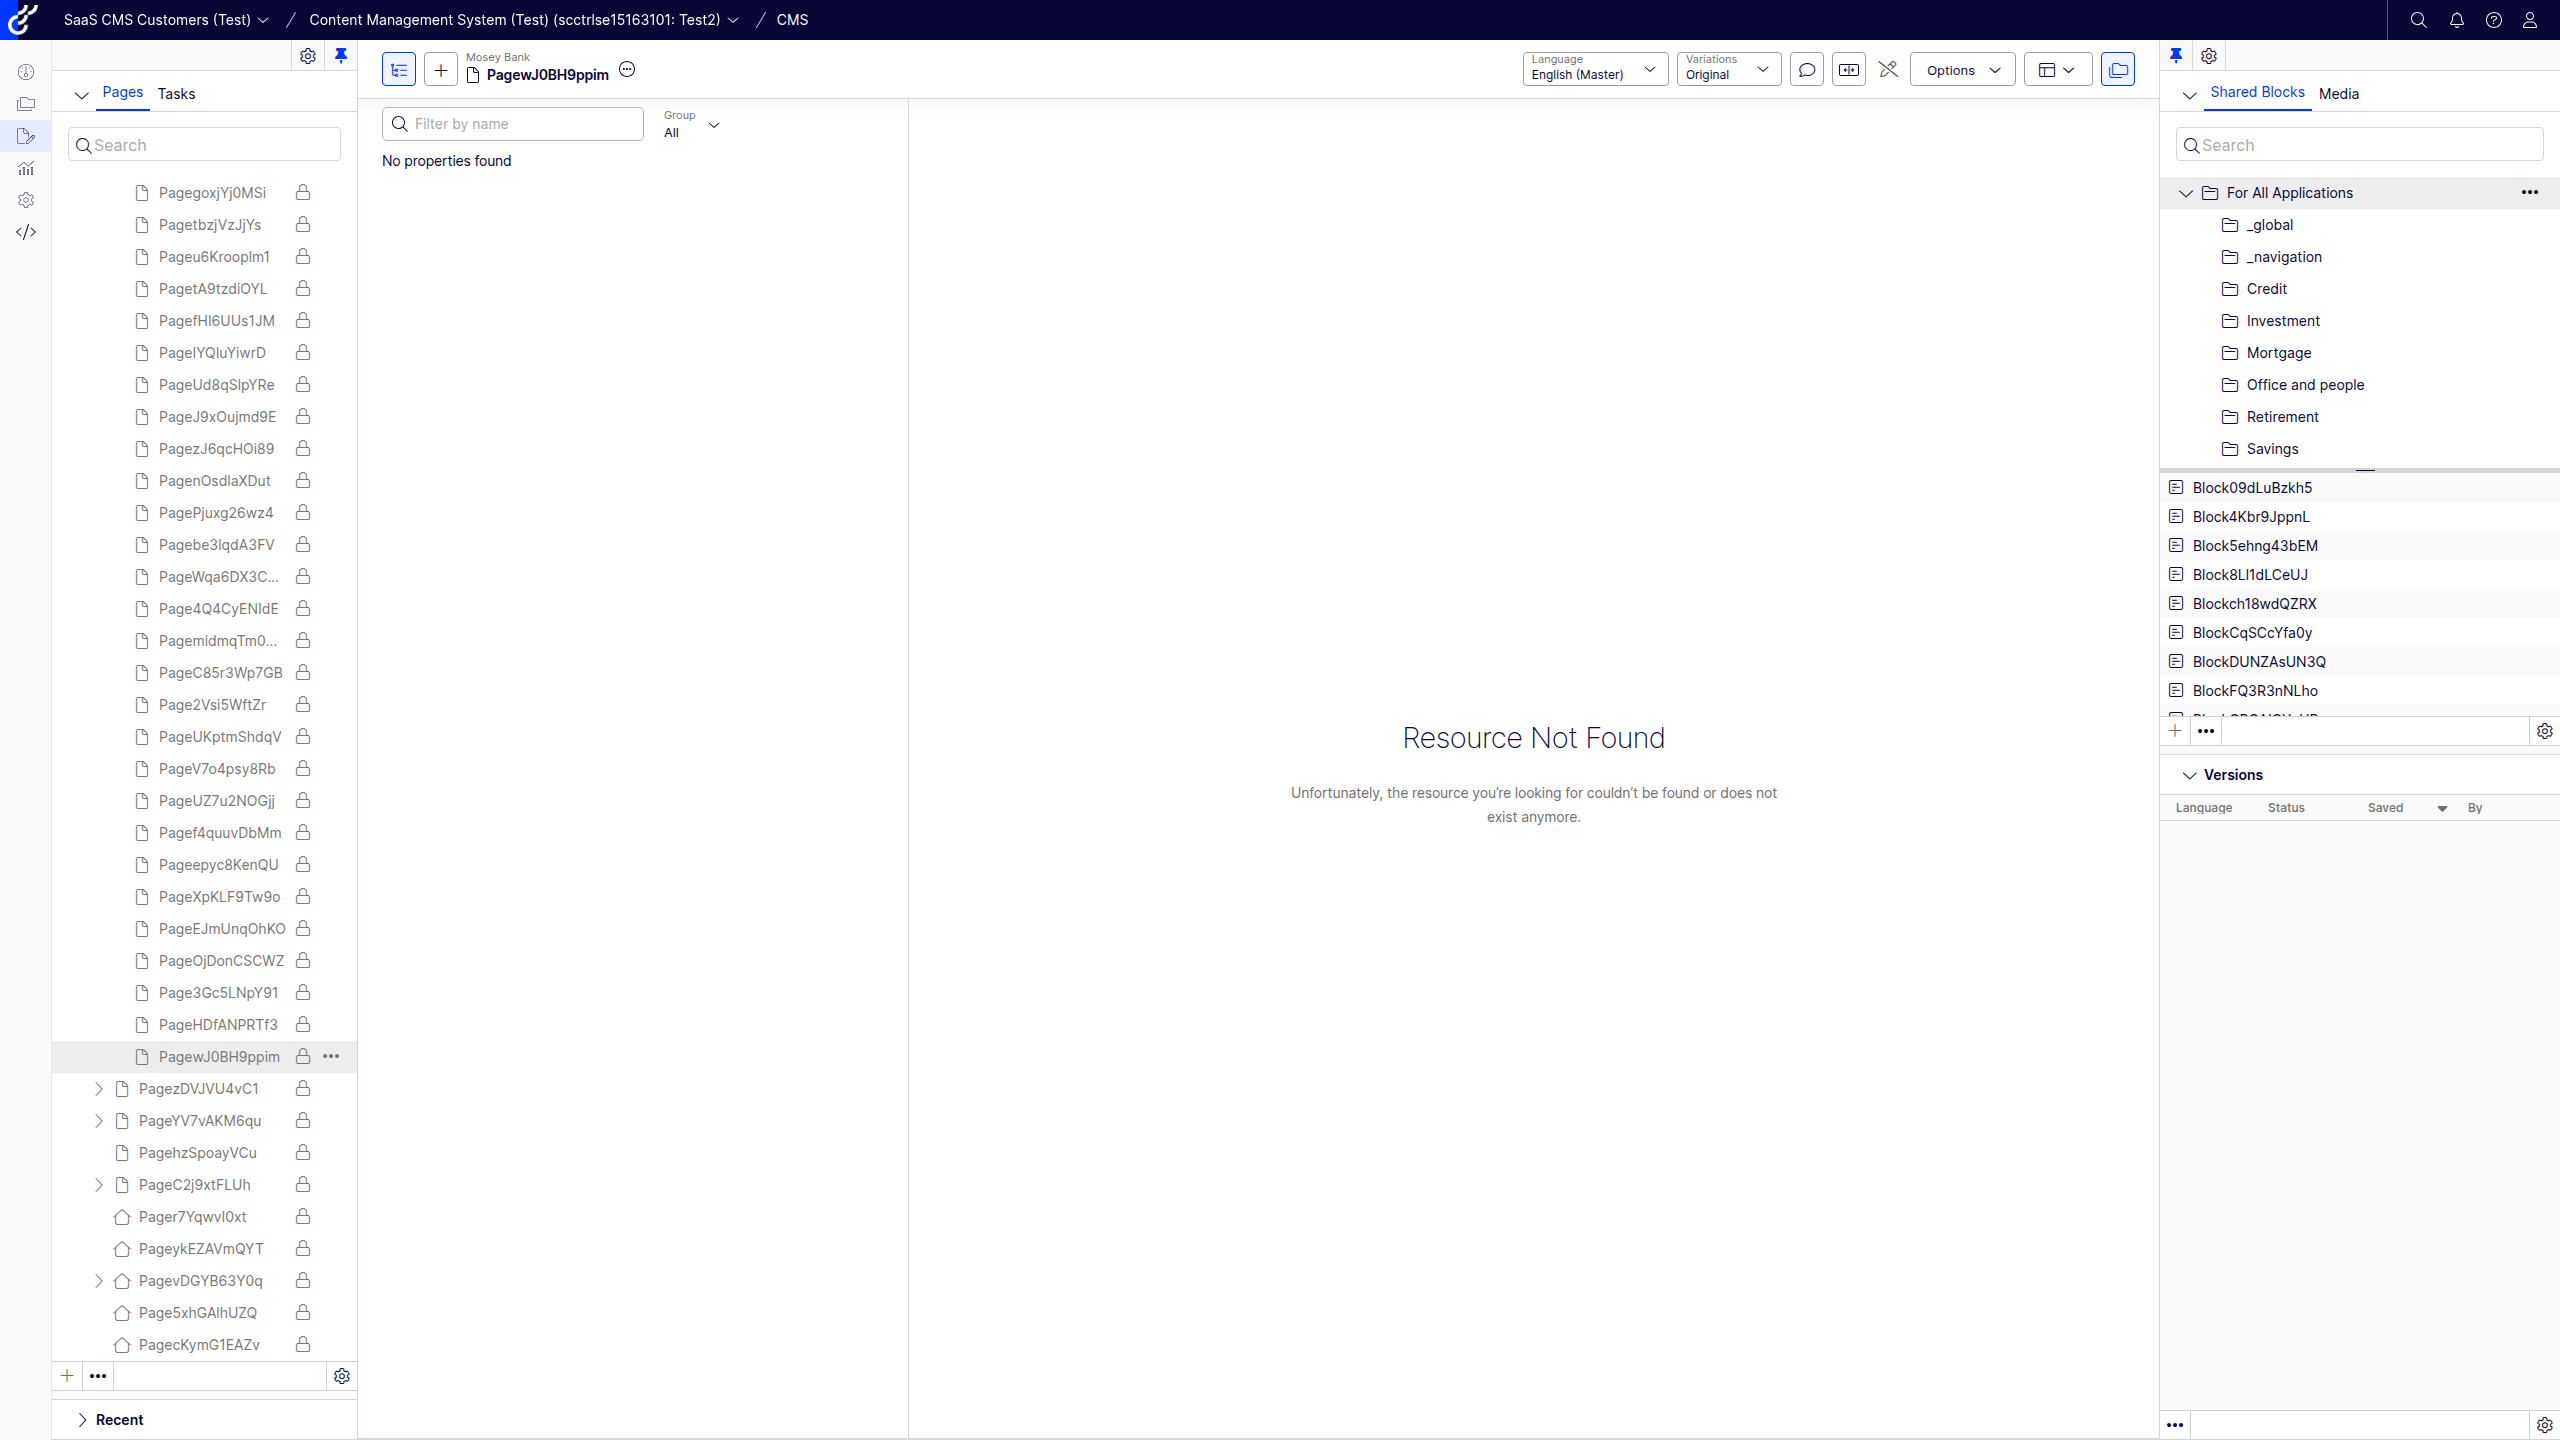 SaaS CMS Customers (Test) / Content Management System (Test) (scctrlse15163101: Test2) / CMS
Pages Tasks
Search
PagegoxjYj0MSi
PagetbzjVzJjYs
Pageu6Krooplm1
PagetA9tzdiOYL
PagefHI6UUs1JM
PageIYQluYiwrD
PageUd8qSlpYRe
PageJ9xOujmd9E
PagezJ6qcHOi89
PagenOsdlaXDut
PagePjuxg26wz4
Pagebe3lqdA3FV
PageWqa6DX3C...
Page4Q4CyENIdE
PagemidmqTm0...
PageC85r3Wp7GB
Page2Vsi5WftZr
PageUKptmShdqV
PageV7o4psy8Rb
PageUZ7u2NOGjj
Pagef4quuvDbMm
Pageepyc8KenQU
PageXpKLF9Tw9o
PageEJmUnqOhKO
PageOjDonCSCWZ
Page3Gc5LNpY91
PageHDfANPRTf3
PagewJ0BH9ppim
PagezDVJVU4vC1
PageYV7vAKM6qu
PagehzSpoayVCu
PageC2j9xtFLUh
Pager7Yqwvl0xt
PageykEZAVmQYT
PagevDGYB63Y0q
Page5xhGAlhUZQ
PagecKymG1EAZv
Recent
Mosey Bank
PagewJ0BH9ppim
Language
English (Master)
Variations
Original
Options
Filter by name
Group
All
No properties found
Resource Not Found
Unfortunately, the resource you’re looking for couldn’t be found or does not
exist anymore.
Shared Blocks Media
Search
For All Applications
_global
_navigation
Credit
Investment
Mortgage
Office and people
Retirement
Savings
Block09dLuBzkh5
Block4Kbr9JppnL
Block5ehng43bEM
Block8LI1dLCeUJ
Blockch18wdQZRX
BlockCqSCcYfa0y
BlockDUNZAsUN3Q
BlockFQ3R3nNLho
Versions
Language Status Saved By